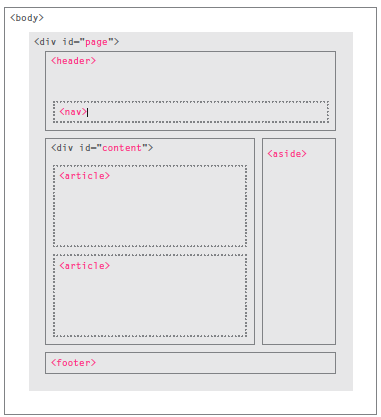 <body>
<div id="page">
<header>
<nav>
<div id="content">
<aside>
<article>
<article>
<footer>